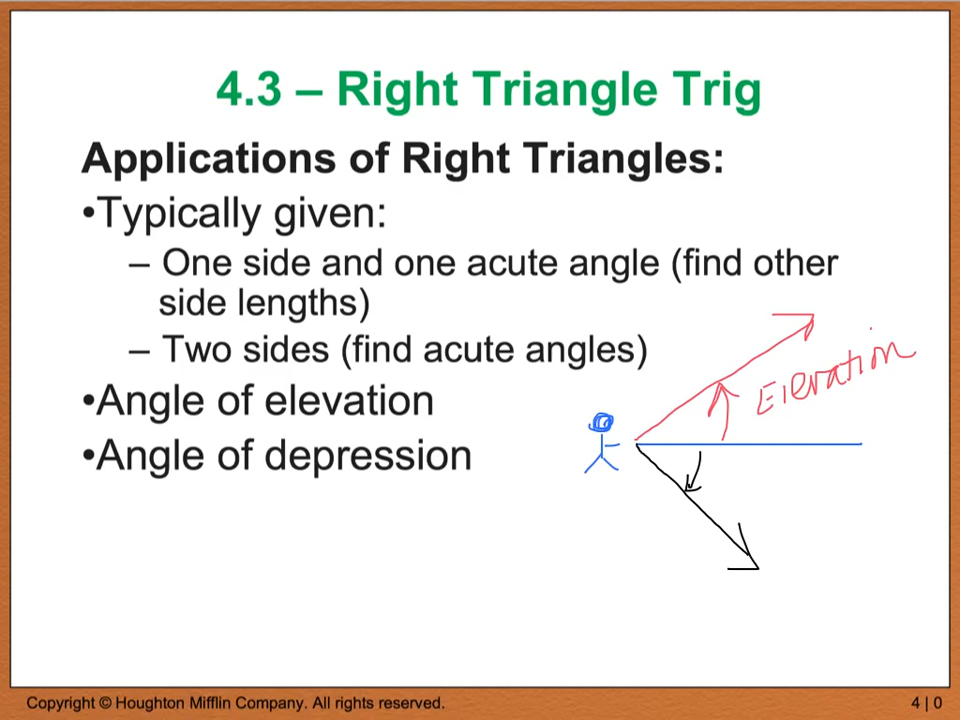 4.3 – Right Triangle Trig
Applications of Right Triangles:
•Typically given:
– One side and one acute angle (find other
side lengths)
– Two sides (find acute angles)
•Angle of elevation
•Angle of depression
Elevation
Copyright © Houghton Mifflin Company. All rights reserved.
4 | 0